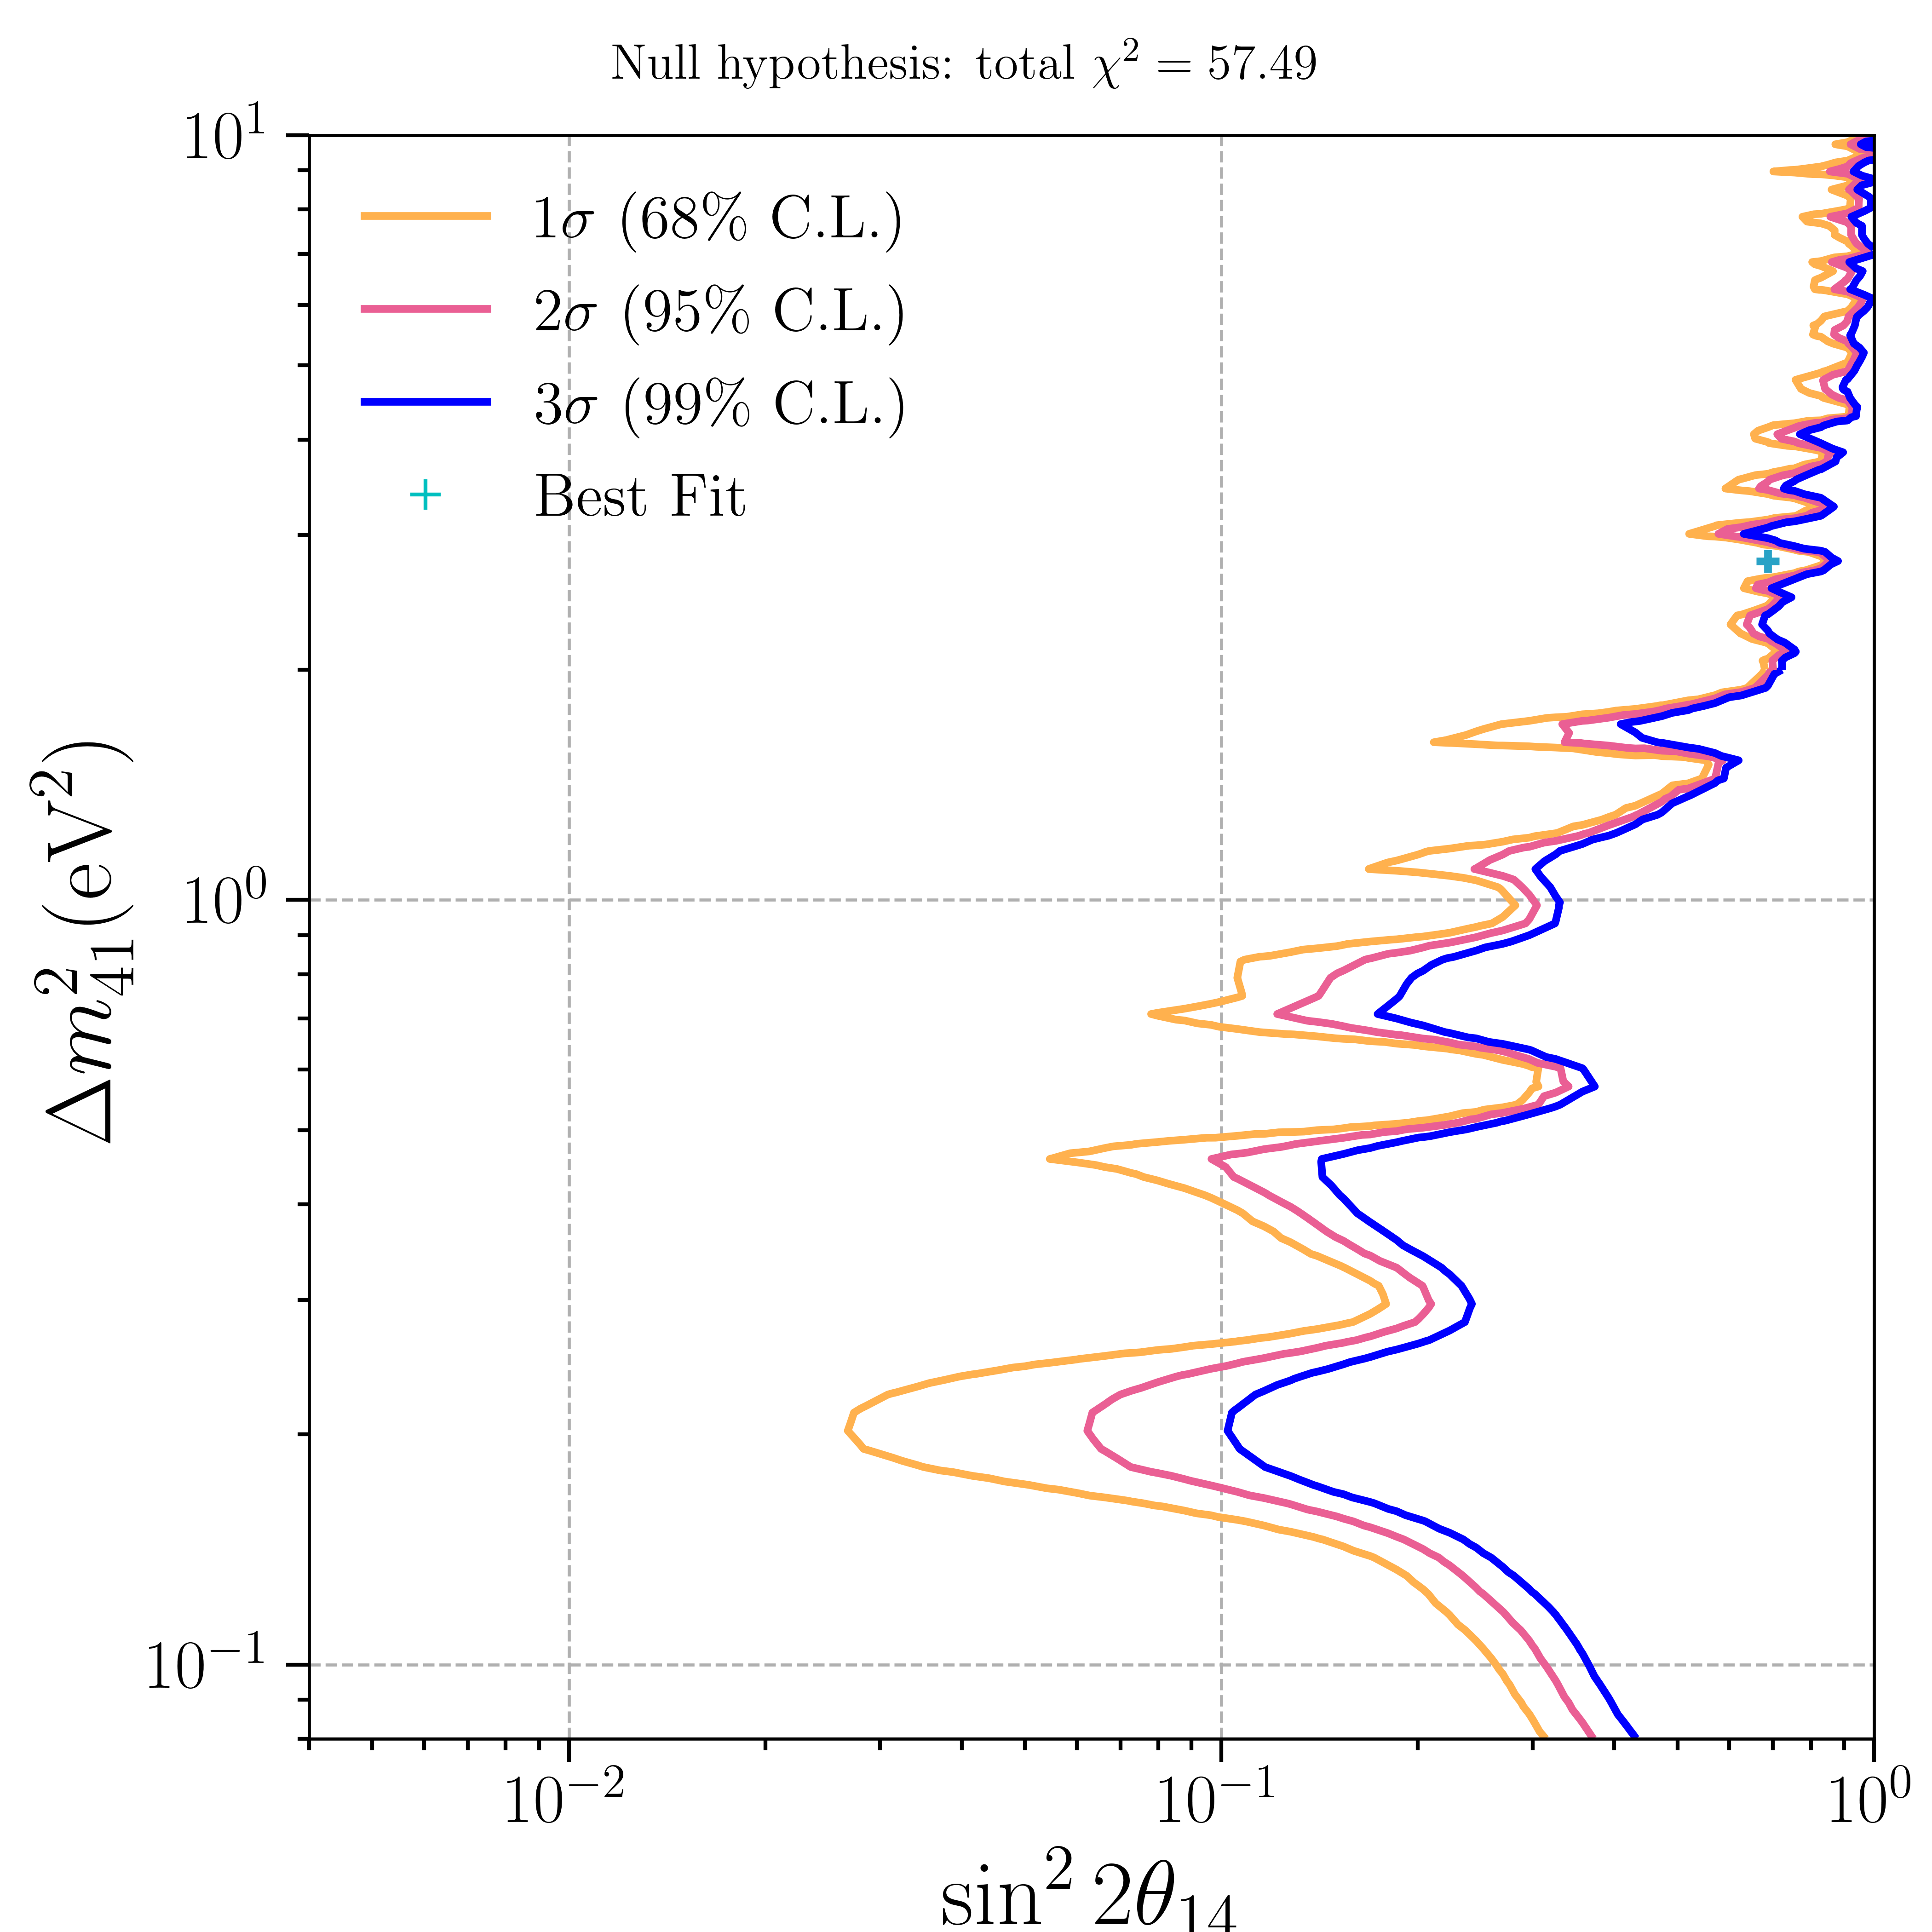 Null hypothesis: total χ² = 57.49
10¹
1σ (68% C.L.)
2σ (95% C.L.)
3σ (99% C.L.)
Best Fit
Δm²₄₁(eV²)
10⁰
10⁻¹
10⁻² 10⁻¹ 10⁰
sin² 2θ₁₄